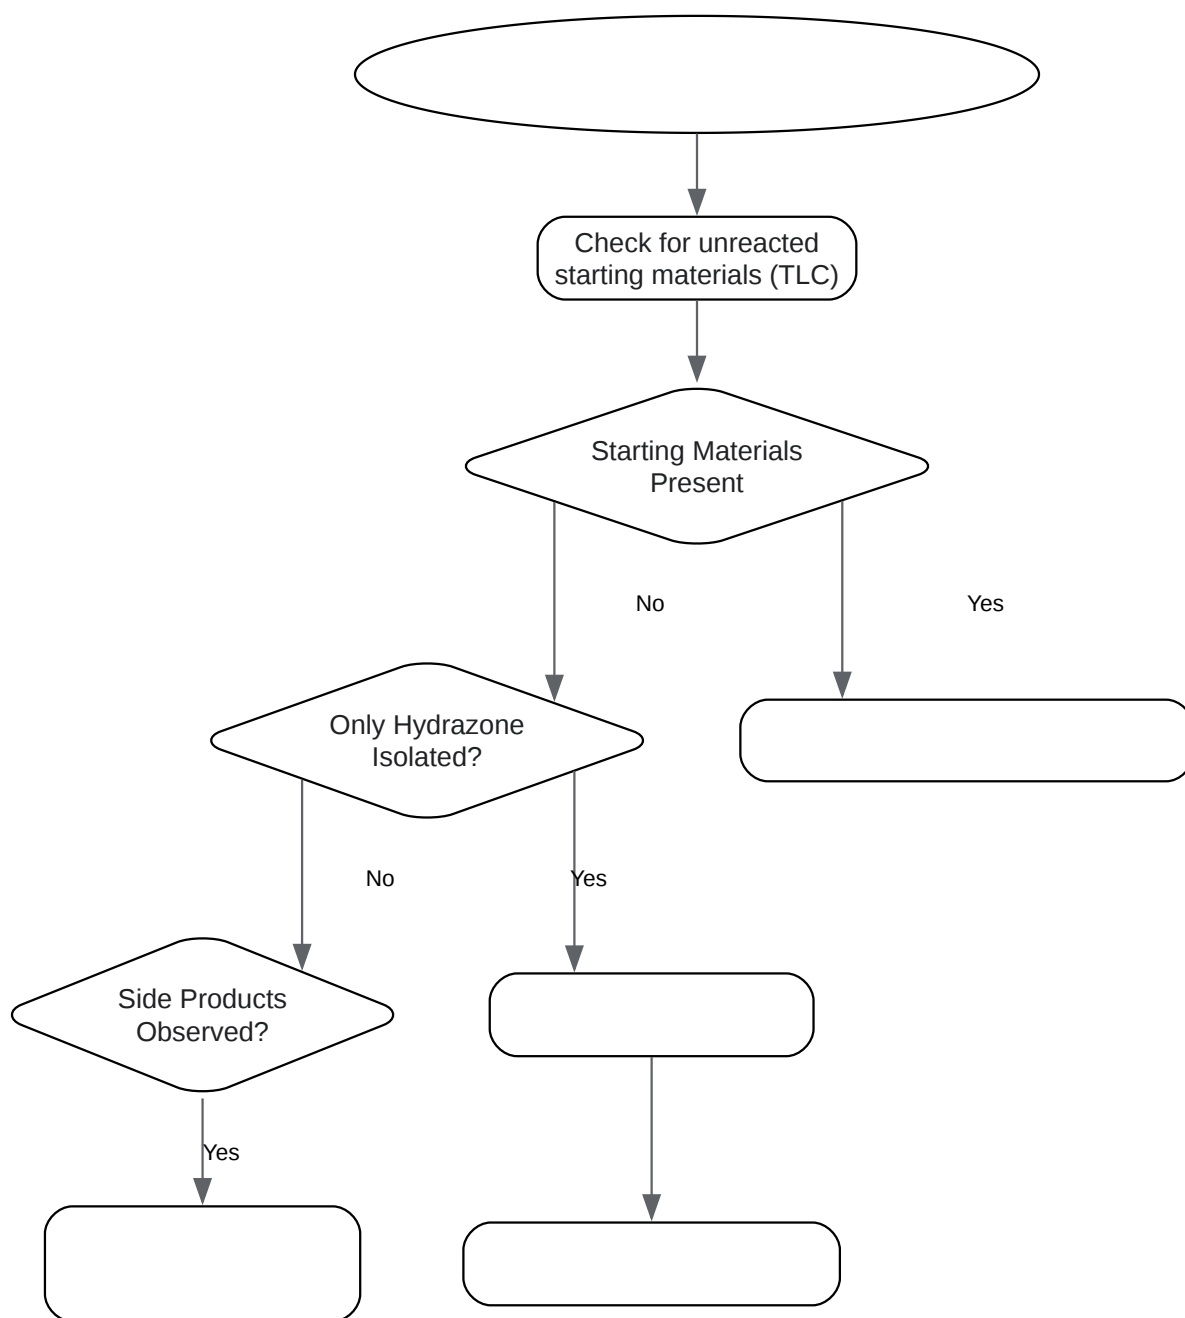 Check for unreacted
starting materials (TLC)
Starting Materials
Present
No
Yes
Only Hydrazone
Isolated?
No
Yes
Side Products
Observed?
Yes